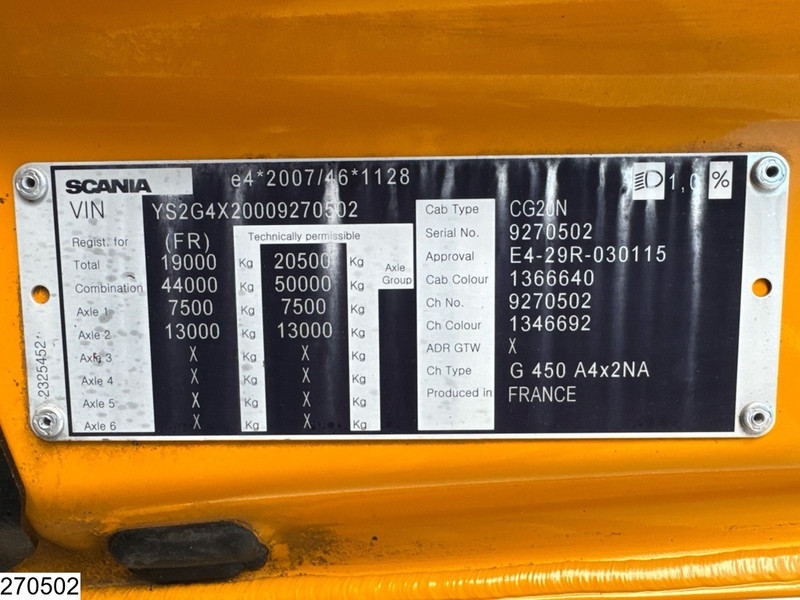 SCANIA e4*2007/46*1128 1,0 %
VIN YS2G4X20009270502
Regist. for (FR) Technically permissible
Total 19000 Kg 20500 Kg Axle Group
Combination 44000 Kg 50000 Kg
Axle 1 7500 Kg 7500 Kg
Axle 2 13000 Kg 13000 Kg
Axle 3 X Kg X Kg
Axle 4 X Kg X Kg
Axle 5 X Kg X Kg
Axle 6 X Kg X Kg
Cab Type CG20N
Serial No. 9270502
Approval E4-29R-030115
Cab Colour 1366640
Ch No. 9270502
Ch Colour 1346692
ADR GTW X
Ch Type G 450 A4x2NA
Produced in FRANCE
2325452
270502